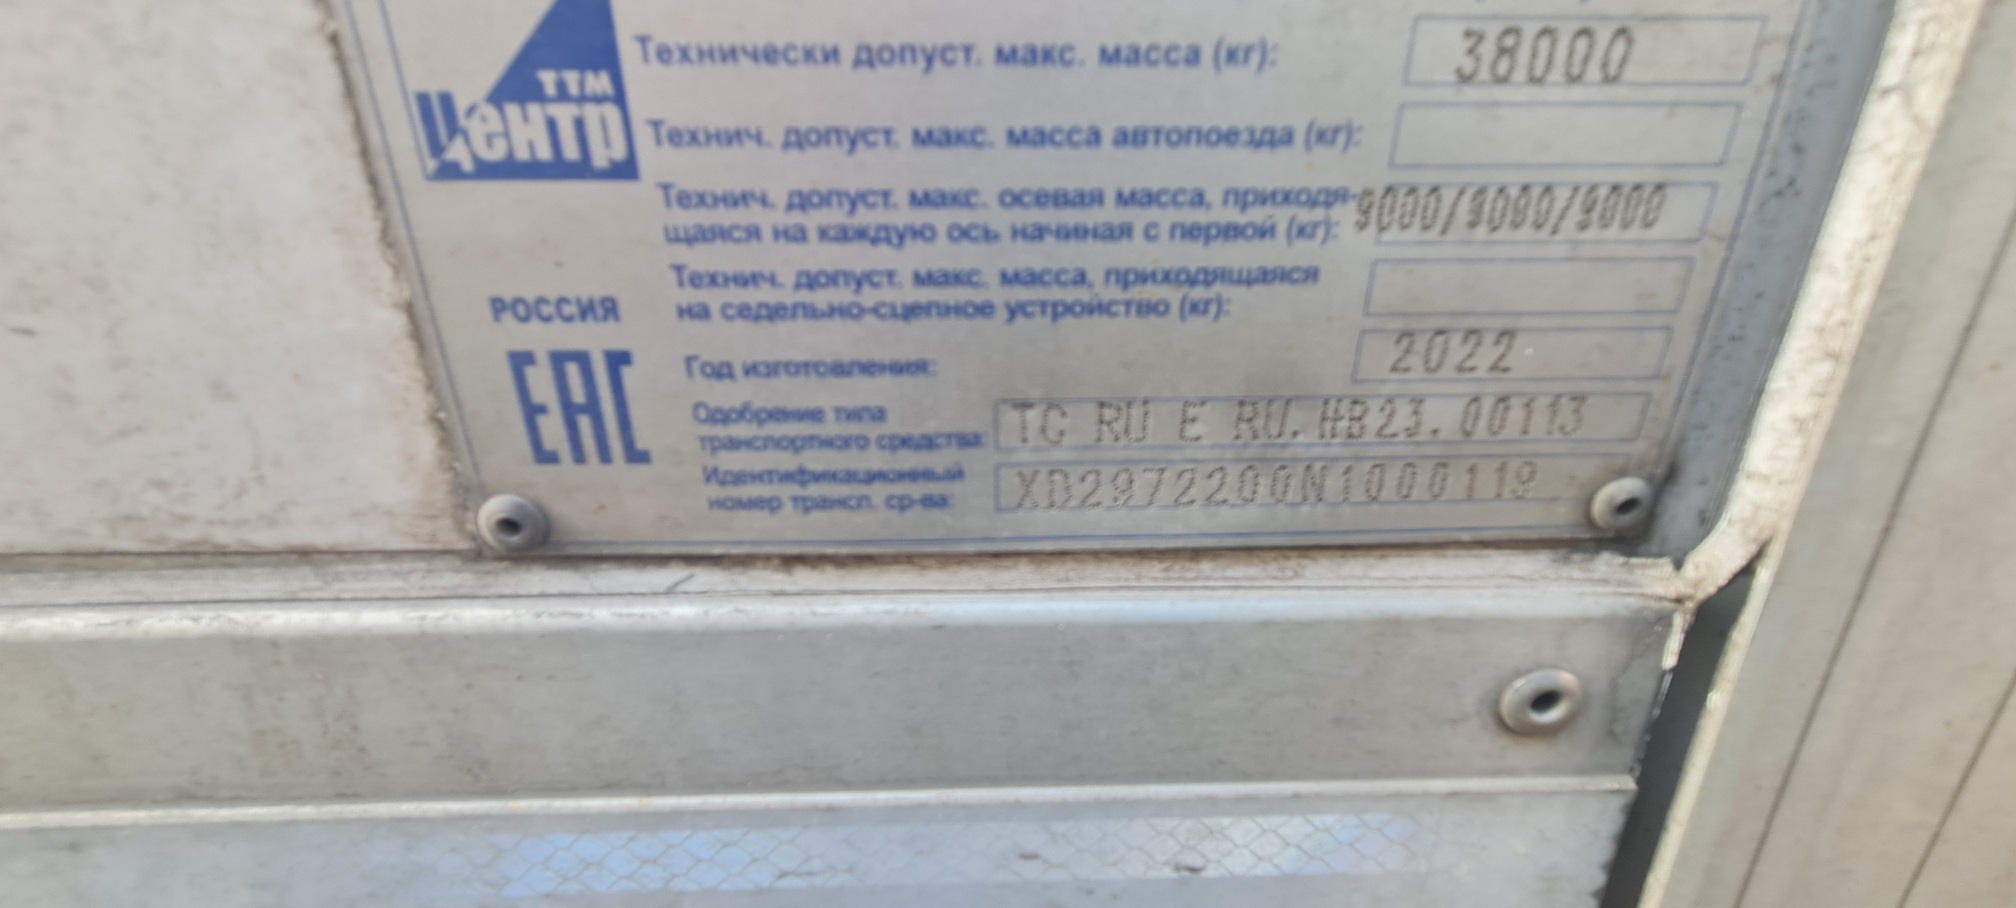 ТТМ
Центр
Технически допуст. макс. масса (кг): 38000
Технич. допуст. макс. масса автопоезда (кг):
Технич. допуст. макс. осевая масса, приходя-
щаяся на каждую ось начиная с первой (кг): 9000/9000/9000
Технич. допуст. макс. масса, приходящаяся
на седельно-сцепное устройство (кг):
РОССИЯ
ЕАС
Год изготовления: 2022
Одобрение типа
транспортного средства: ТС RU Е RU.НВ23.00113
Идентификационный
номер трансп. ср-ва: XD2972200N1000119